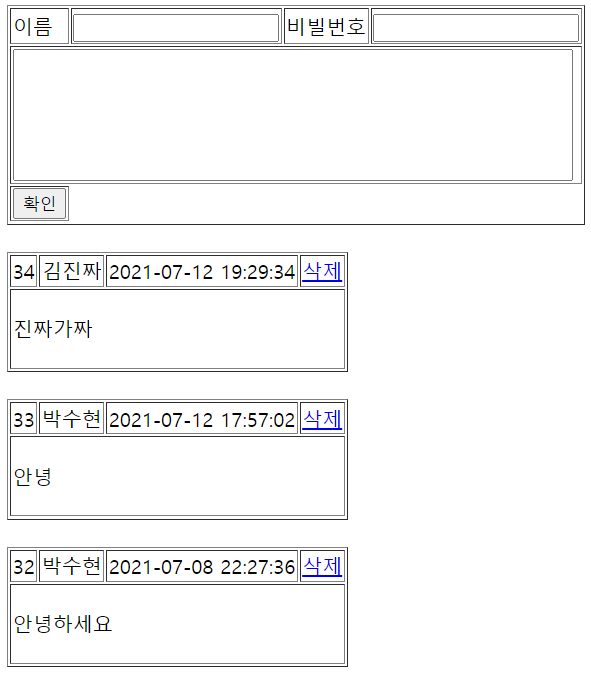 이름 비빌번호
확인
34 김진짜 2021-07-12 19:29:34 삭제
진짜가짜
33 박수현 2021-07-12 17:57:02 삭제
안녕
32 박수현 2021-07-08 22:27:36 삭제
안녕하세요